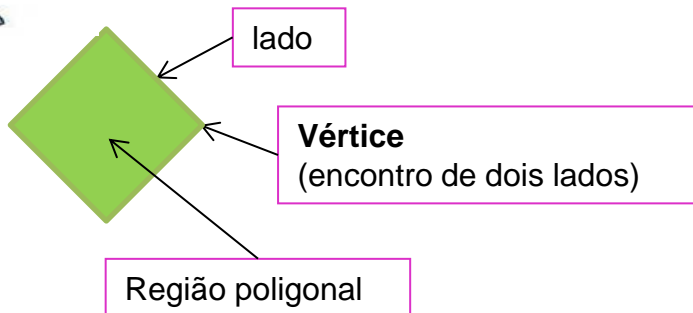 lado
Vértice
(encontro de dois lados)
Região poligonal